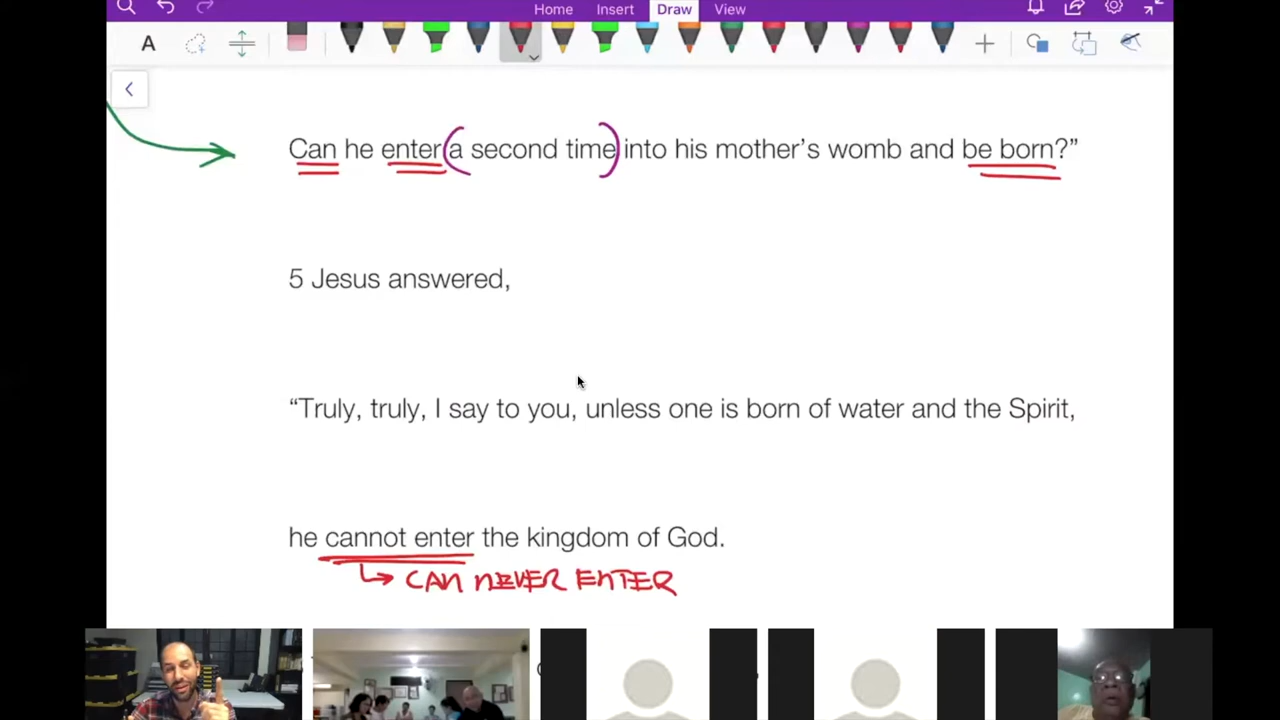 Home Insert Draw View
A
Can he enter (a second time) into his mother’s womb and be born?”
5 Jesus answered,
“Truly, truly, I say to you, unless one is born of water and the Spirit,
he cannot enter the kingdom of God.
CAN NEVER ENTER